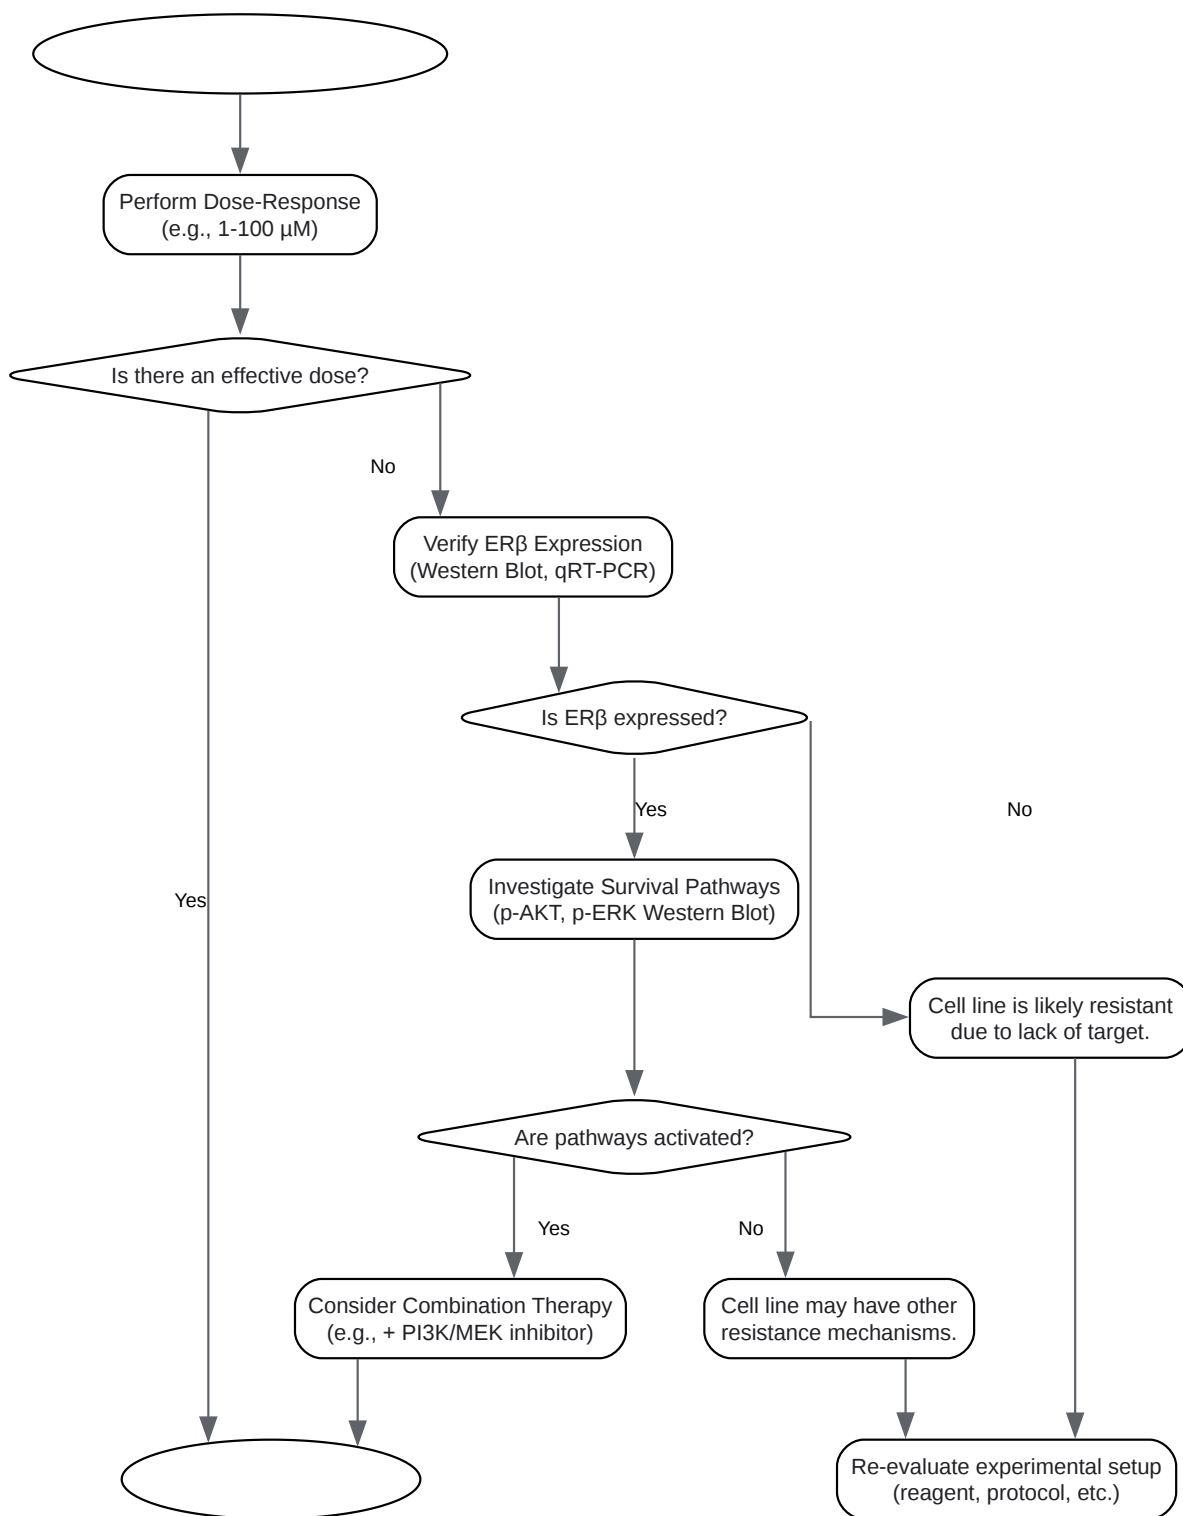 Perform Dose-Response
(e.g., 1-100 µM)
Is there an effective dose?
No
Verify ERβ Expression
(Western Blot, qRT-PCR)
Is ERβ expressed?
Yes
No
Investigate Survival Pathways
(p-AKT, p-ERK Western Blot)
Yes
Cell line is likely resistant
due to lack of target.
Are pathways activated?
Yes
No
Consider Combination Therapy
(e.g., + PI3K/MEK inhibitor)
Cell line may have other
resistance mechanisms.
Re-evaluate experimental setup
(reagent, protocol, etc.)